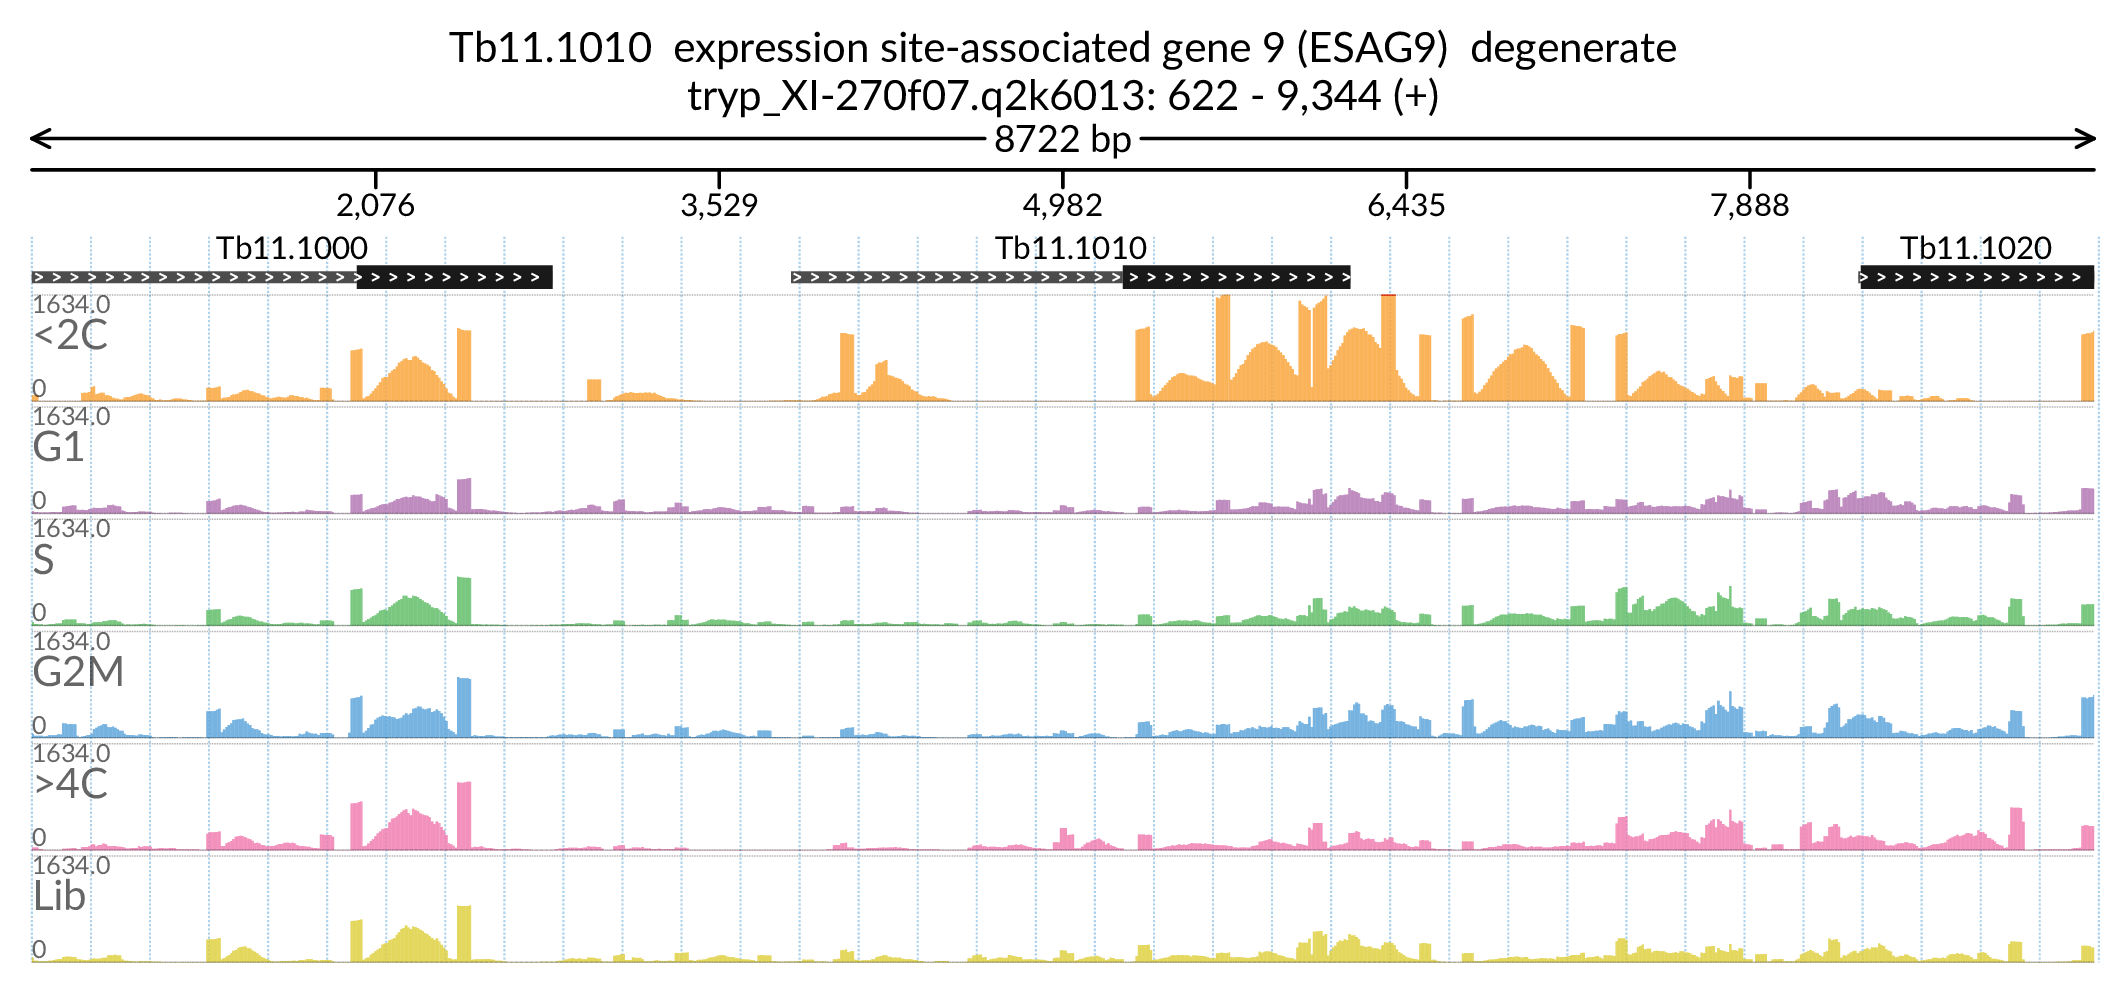 Tb11.1010 expression site-associated gene 9 (ESAG9) degenerate
tryp_XI-270f07.q2k6013: 622 - 9,344 (+)
8722 bp
2,076 3,529 4,982 6,435 7,888
Tb11.1000 Tb11.1010 Tb11.1020
1634.0
<2C
0
1634.0
G1
0
1634.0
S
0
1634.0
G2M
0
1634.0
>4C
0
1634.0
Lib
0